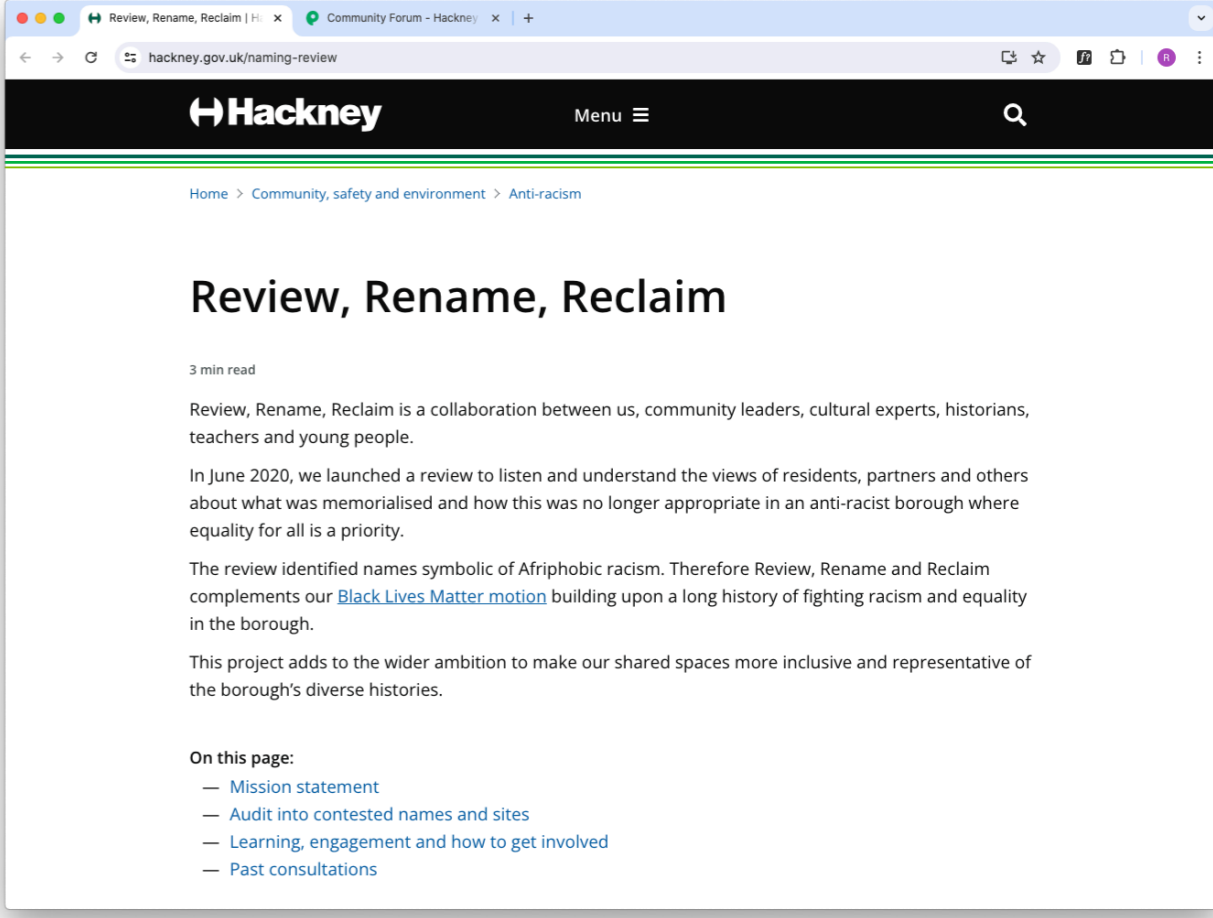 Review, Rename, Reclaim | H
Community Forum - Hackney
hackney.gov.uk/naming-review
R
Hackney
Menu
Home > Community, safety and environment > Anti-racism
Review, Rename, Reclaim
3 min read
Review, Rename, Reclaim is a collaboration between us, community leaders, cultural experts, historians,
teachers and young people.
In June 2020, we launched a review to listen and understand the views of residents, partners and others
about what was memorialised and how this was no longer appropriate in an anti-racist borough where
equality for all is a priority.
The review identified names symbolic of Afriphobic racism. Therefore Review, Rename and Reclaim
complements our Black Lives Matter motion building upon a long history of fighting racism and equality
in the borough.
This project adds to the wider ambition to make our shared spaces more inclusive and representative of
the borough’s diverse histories.
On this page:
— Mission statement
— Audit into contested names and sites
— Learning, engagement and how to get involved
— Past consultations